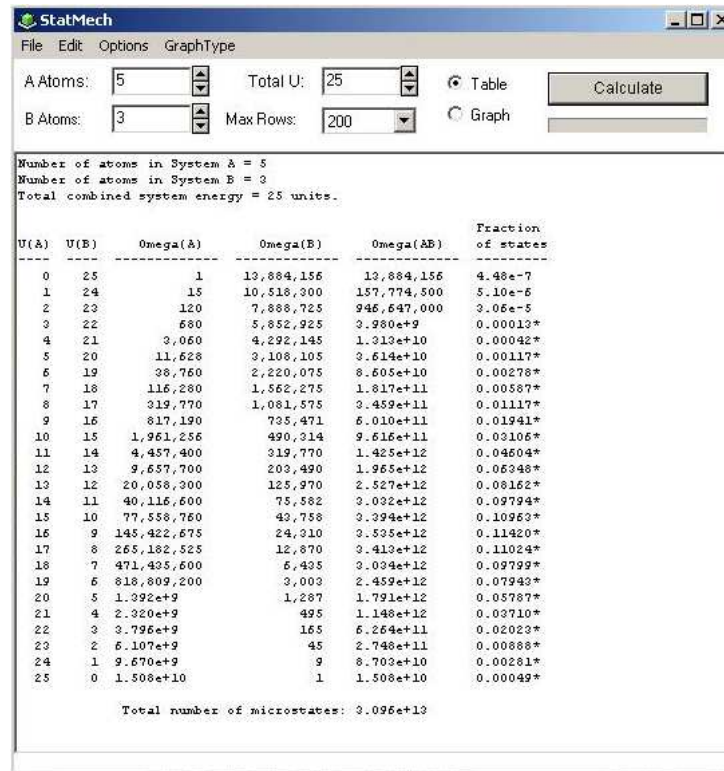 StatMech
File Edit Options GraphType
A Atoms: 5 Total U: 25 Table Calculate
B Atoms: 3 Max Rows: 200 Graph
Number of atoms in System A = 5
Number of atoms in System B = 3
Total combined system energy = 25 units.
Fraction
U(A) U(B) Omega(A) Omega(B) Omega(AB) of states
---- ---- ------------- ------------- ------------- ---------
0 25 1 13,884,156 13,884,156 4.48e-7
1 24 15 10,518,300 157,774,500 5.10e-6
2 23 120 7,888,725 946,647,000 3.06e-5
3 22 680 5,852,925 3.980e+9 0.00013*
4 21 3,060 4,292,145 1.313e+10 0.00042*
5 20 11,628 3,108,105 3.614e+10 0.00117*
6 19 38,760 2,220,075 8.605e+10 0.00278*
7 18 116,280 1,562,275 1.817e+11 0.00587*
8 17 319,770 1,081,575 3.459e+11 0.01117*
9 16 817,190 735,471 6.010e+11 0.01941*
10 15 1,961,256 490,314 9.616e+11 0.03106*
11 14 4,457,400 319,770 1.425e+12 0.04604*
12 13 9,657,700 203,490 1.965e+12 0.06348*
13 12 20,058,300 125,970 2.527e+12 0.08162*
14 11 40,116,600 75,582 3.032e+12 0.09794*
15 10 77,558,760 43,758 3.394e+12 0.10963*
16 9 145,422,675 24,310 3.535e+12 0.11420*
17 8 265,182,525 12,870 3.413e+12 0.11024*
18 7 471,435,600 6,435 3.034e+12 0.09799*
19 6 818,809,200 3,003 2.459e+12 0.07943*
20 5 1.392e+9 1,287 1.791e+12 0.05787*
21 4 2.320e+9 495 1.148e+12 0.03710*
22 3 3.796e+9 165 6.264e+11 0.02023*
23 2 6.107e+9 45 2.748e+11 0.00888*
24 1 9.670e+9 9 8.703e+10 0.00281*
25 0 1.508e+10 1 1.508e+10 0.00049*
Total number of microstates: 3.096e+13